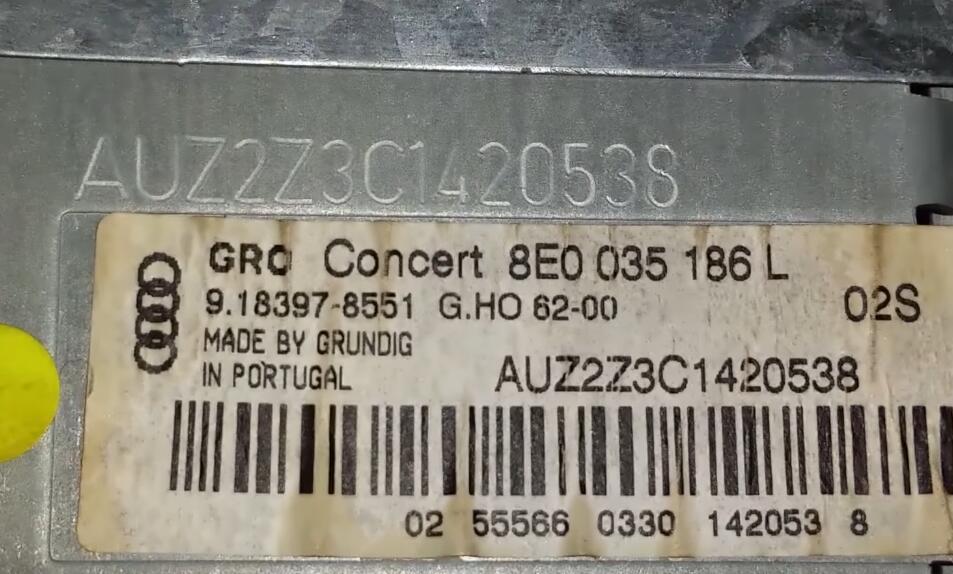 AUZ2Z3C1420538
GRO Concert 8E0 035 186 L
9.18397-8551 G.HO 62-00 02S
MADE BY GRUNDIG
IN PORTUGAL AUZ2Z3C1420538
02 55566 0330 142053 8